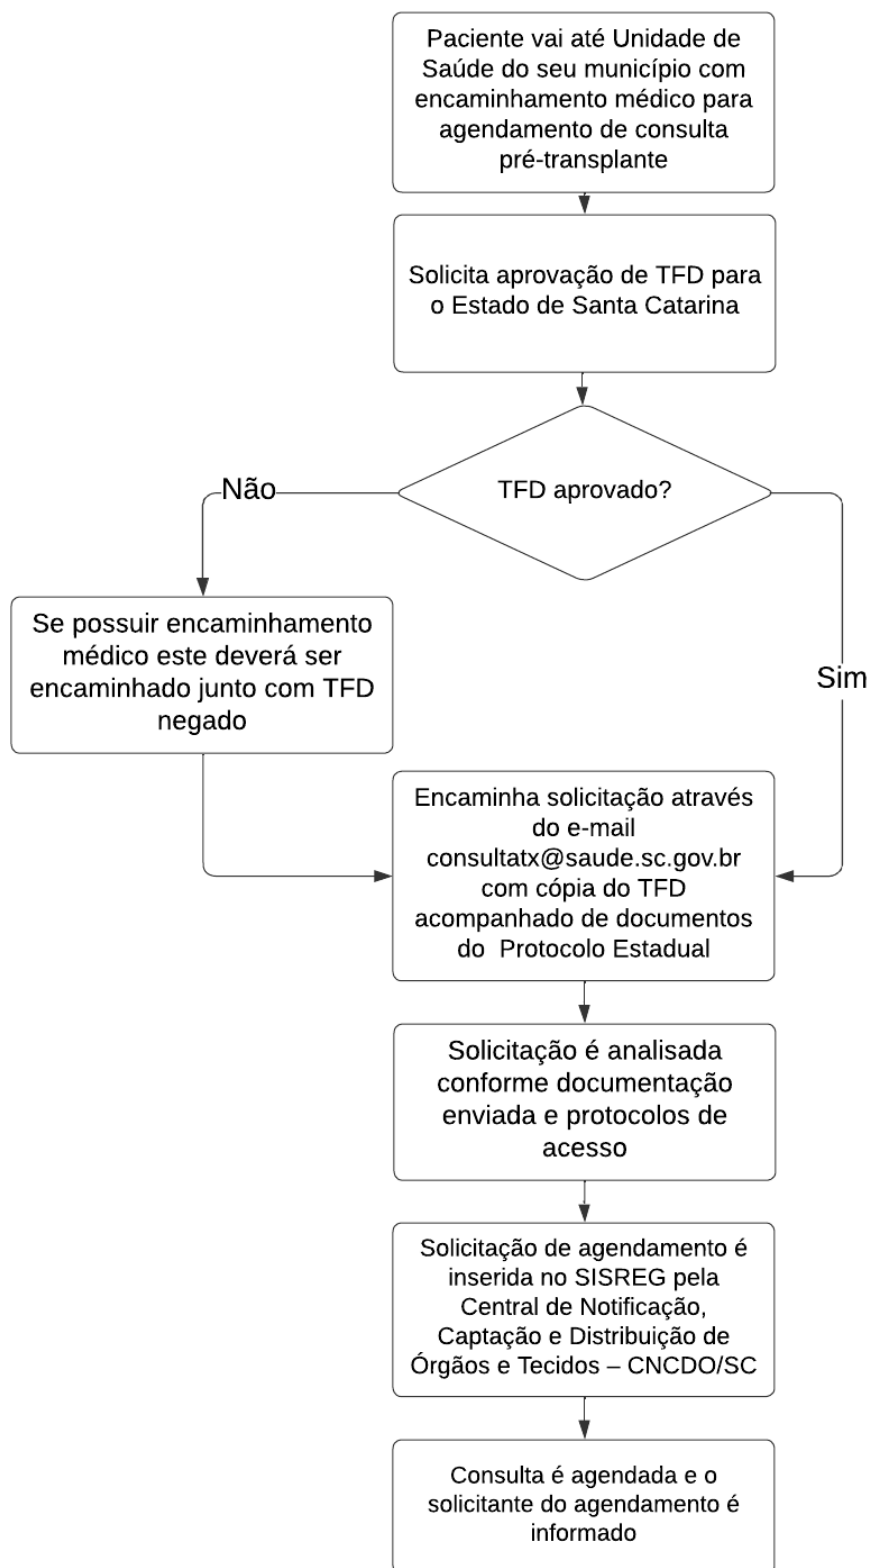 Paciente vai até Unidade de
Saúde do seu município com
encaminhamento médico para
agendamento de consulta
pré-transplante
Solicita aprovação de TFD para
o Estado de Santa Catarina
TFD aprovado?
Não
Sim
Se possuir encaminhamento
médico este deverá ser
encaminhado junto com TFD
negado
Encaminha solicitação através
do e-mail
consultatx@saude.sc.gov.br
com cópia do TFD
acompanhado de documentos
do Protocolo Estadual
Solicitação é analisada
conforme documentação
enviada e protocolos de
acesso
Solicitação de agendamento é
inserida no SISREG pela
Central de Notificação,
Captação e Distribuição de
Órgãos e Tecidos – CNCDO/SC
Consulta é agendada e o
solicitante do agendamento é
informado